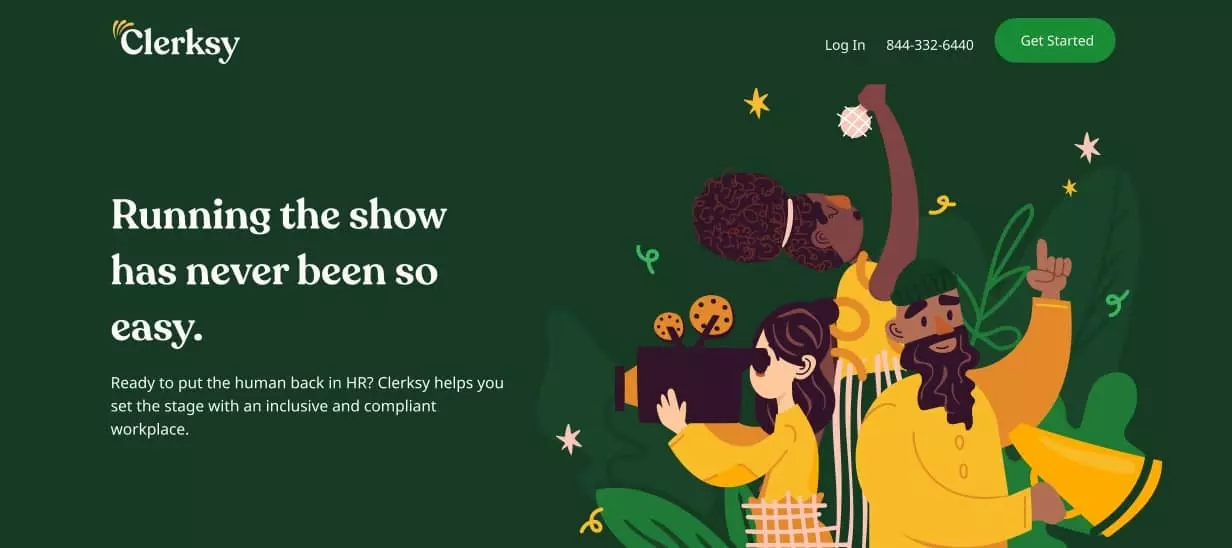 Clerksy
Log In
844-332-6440
Get Started
Running the show
has never been so
easy.
Ready to put the human back in HR? Clerksy helps you
set the stage with an inclusive and compliant
workplace.